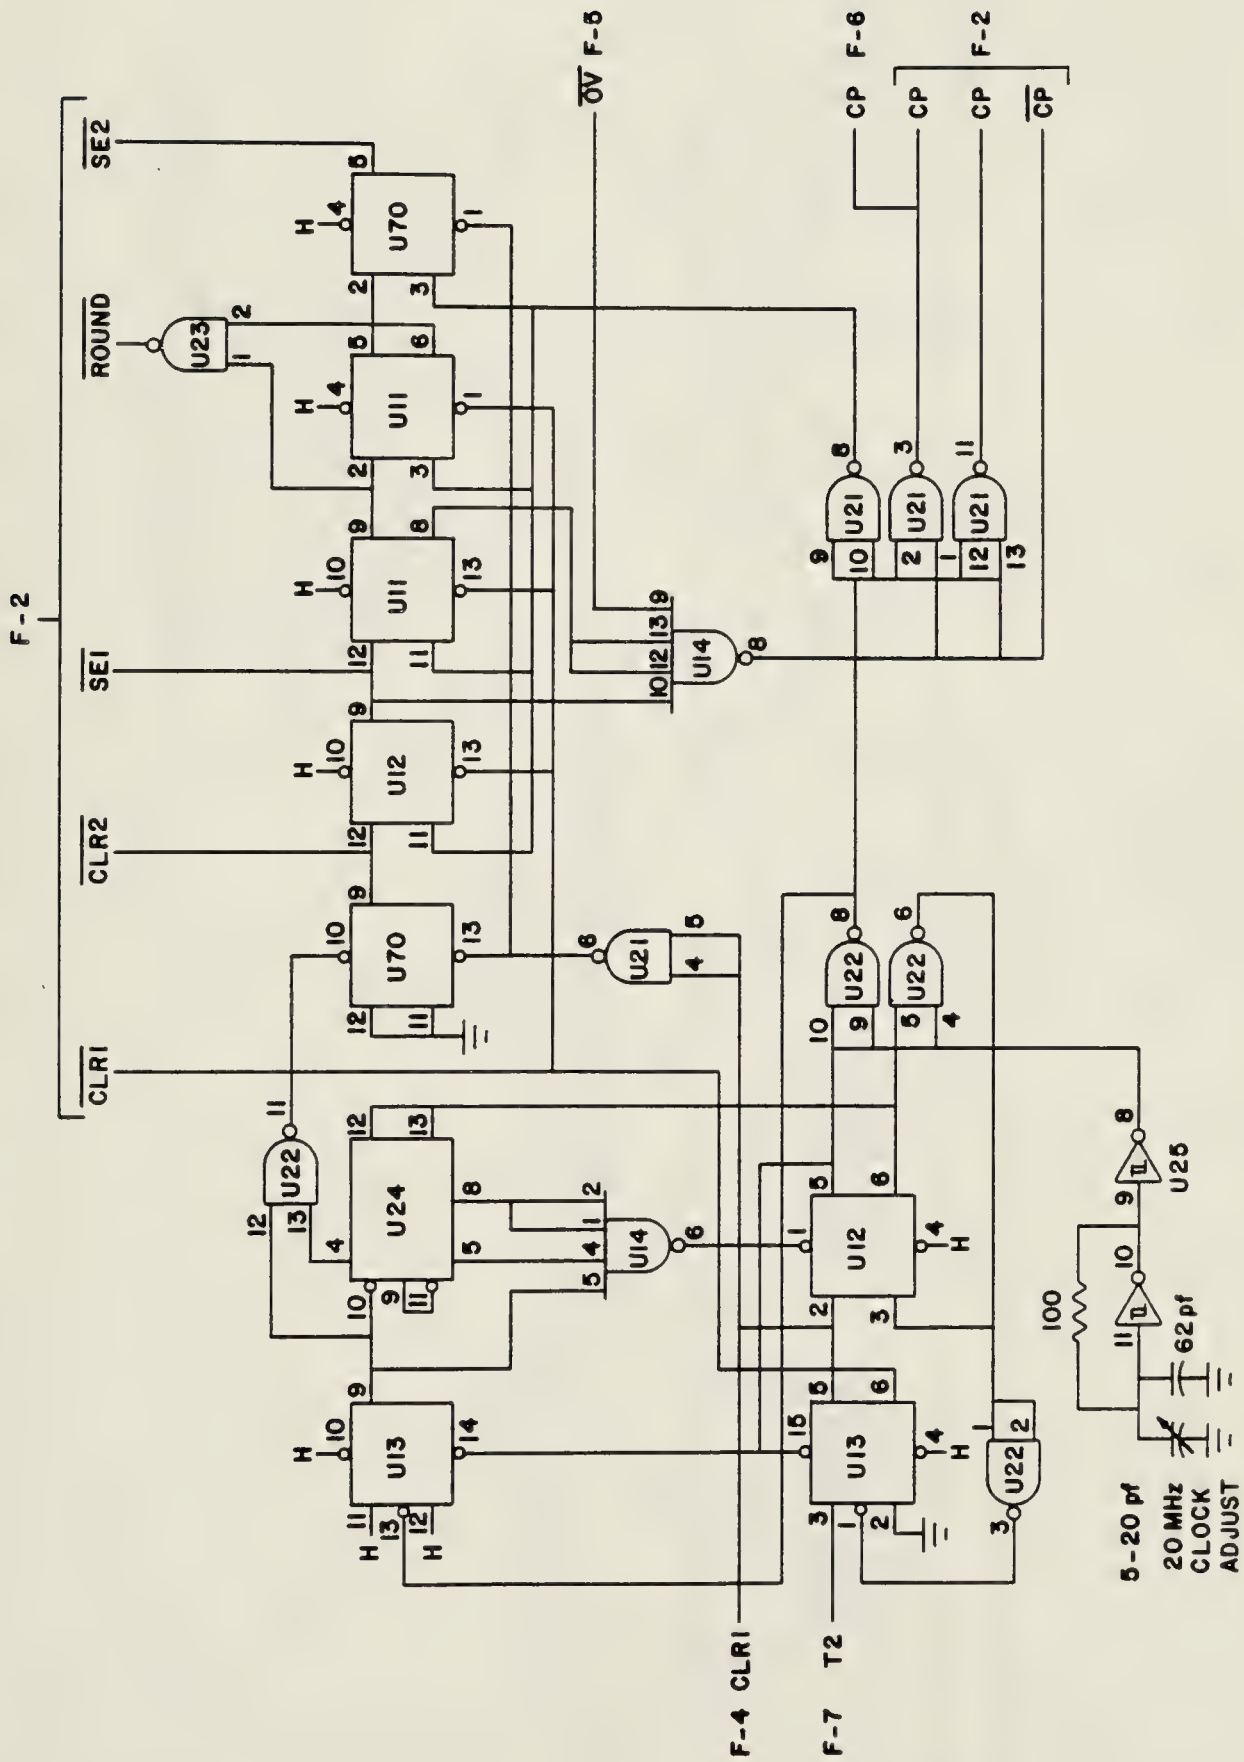 F-2
CLR1
CLR2
SE1
ROUND
SE2
11
12
13
U22
10
9
12
13
4
U24
8
5
10
9
11
H
10
11
13
12
H
H
9
U13
14
12
11
10
9
U70
13
12
11
H
10
9
U12
13
12
11
H
10
9
8
U11
13
2
3
H
4
5
6
U11
1
1
2
U23
2
3
H
4
5
U70
1
2
1
4
5
U14
6
6
U21
4
5
9
13
12
10
U14
8
OV F-5
F-4 CLR1
F-7 T2
3
1
2
15
U13
5
6
4
H
2
3
1
U12
5
6
4
H
10
9
U22
8
5
4
U22
6
1
2
U22
3
9
10
U21
8
2
1
U21
3
12
13
U21
11
CP F-6
CP
CP F-2
CP
100
11
10
9
8
U25
62pf
5-20 pf
20 MHz
CLOCK
ADJUST